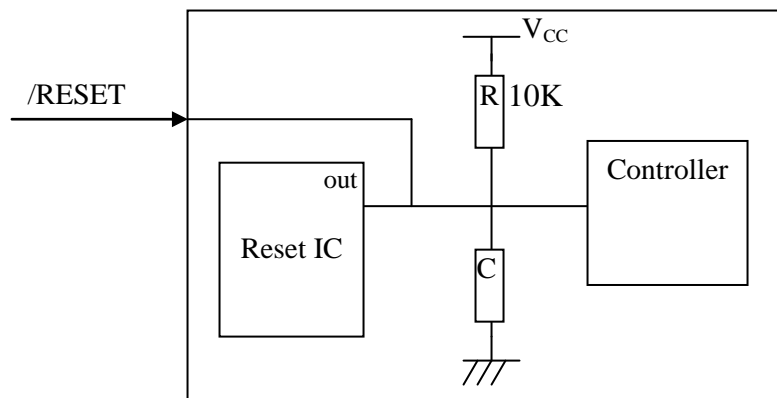 V_CC
/RESET
R 10K
out
Controller
Reset IC
C